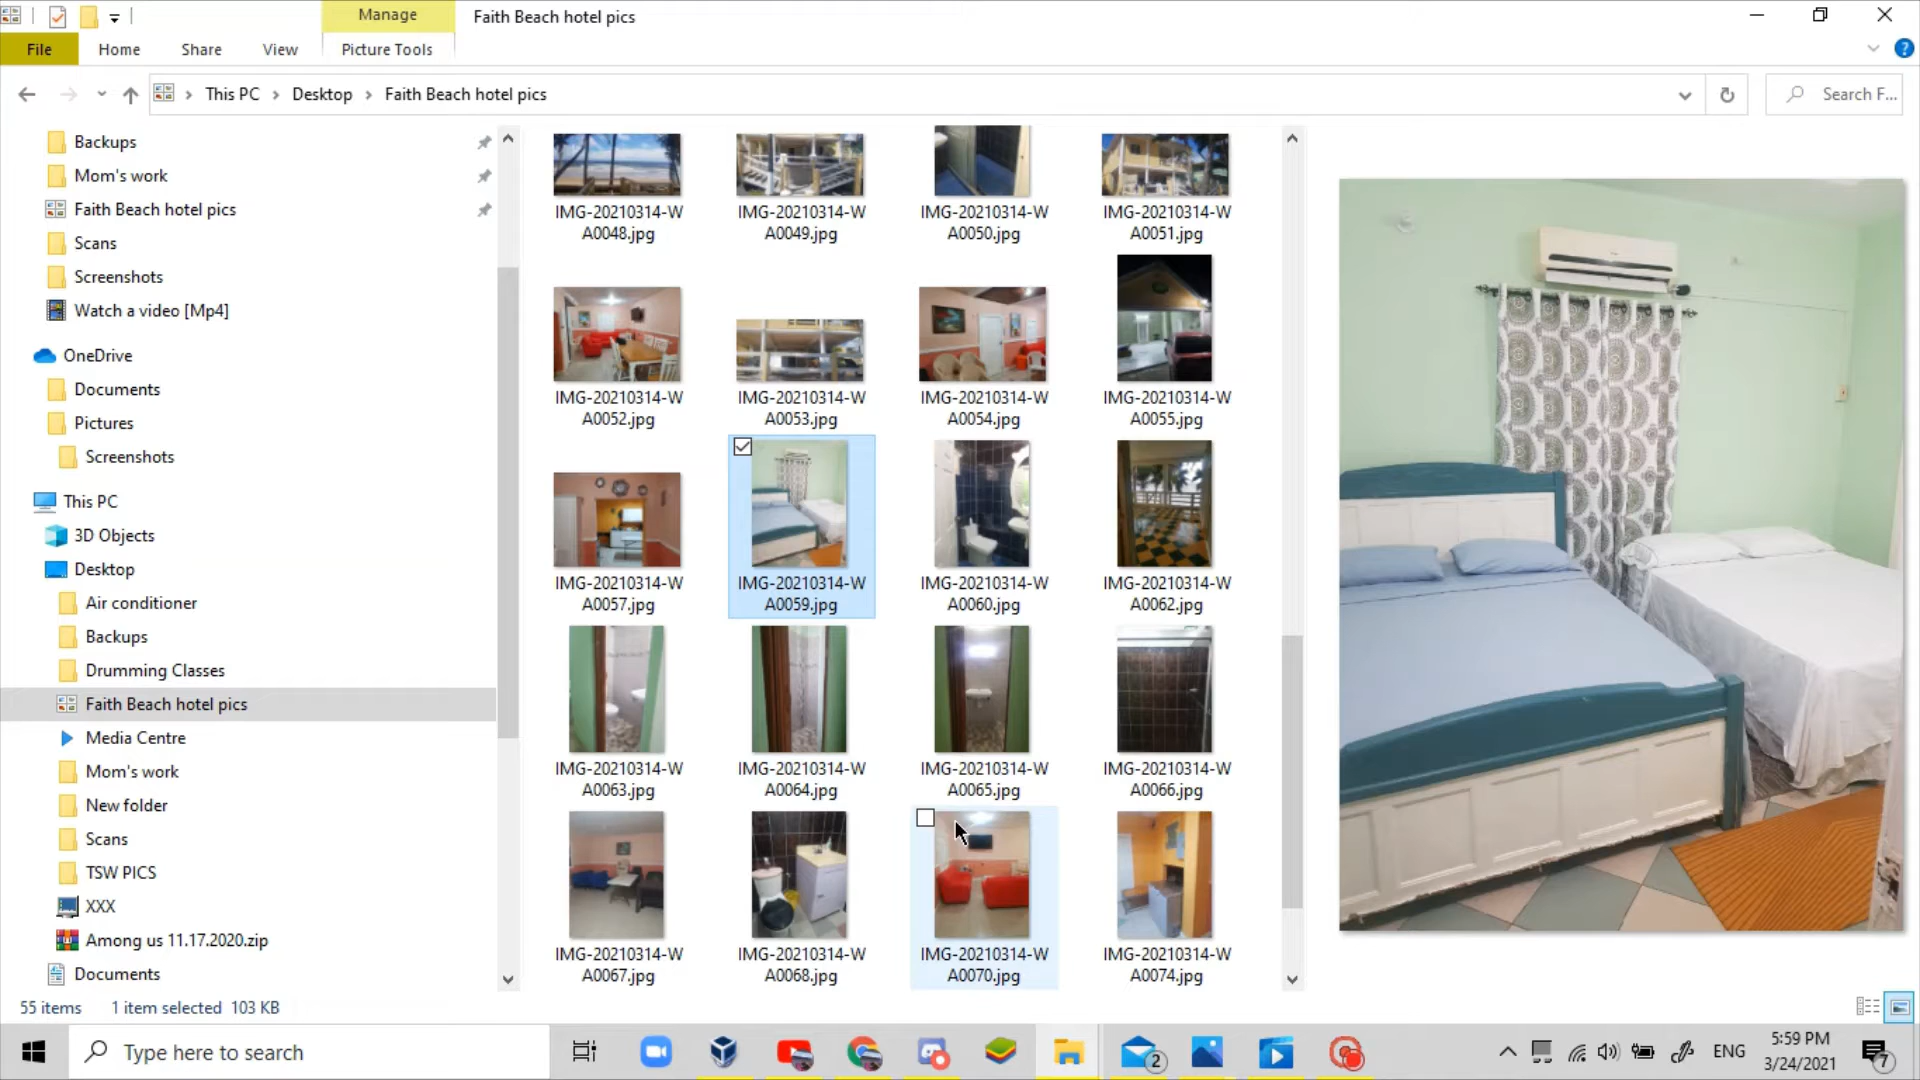 Manage
Faith Beach hotel pics
File
Home
Share
View
Picture Tools
This PC
Desktop
Faith Beach hotel pics
Search F...
Backups
Mom's work
Faith Beach hotel pics
Scans
Screenshots
Watch a video [Mp4]
OneDrive
Documents
Pictures
Screenshots
This PC
3D Objects
Desktop
Air conditioner
Backups
Drumming Classes
Faith Beach hotel pics
Media Centre
Mom's work
New folder
Scans
TSW PICS
XXX
Among us 11.17.2020.zip
Documents
IMG-20210314-W
A0048.jpg
IMG-20210314-W
A0049.jpg
IMG-20210314-W
A0050.jpg
IMG-20210314-W
A0051.jpg
IMG-20210314-W
A0052.jpg
IMG-20210314-W
A0053.jpg
IMG-20210314-W
A0054.jpg
IMG-20210314-W
A0055.jpg
IMG-20210314-W
A0057.jpg
IMG-20210314-W
A0059.jpg
IMG-20210314-W
A0060.jpg
IMG-20210314-W
A0062.jpg
IMG-20210314-W
A0063.jpg
IMG-20210314-W
A0064.jpg
IMG-20210314-W
A0065.jpg
IMG-20210314-W
A0066.jpg
IMG-20210314-W
A0067.jpg
IMG-20210314-W
A0068.jpg
IMG-20210314-W
A0070.jpg
IMG-20210314-W
A0074.jpg
55 items
1 item selected 103 KB
Type here to search
2
ENG
5:59 PM
3/24/2021
7